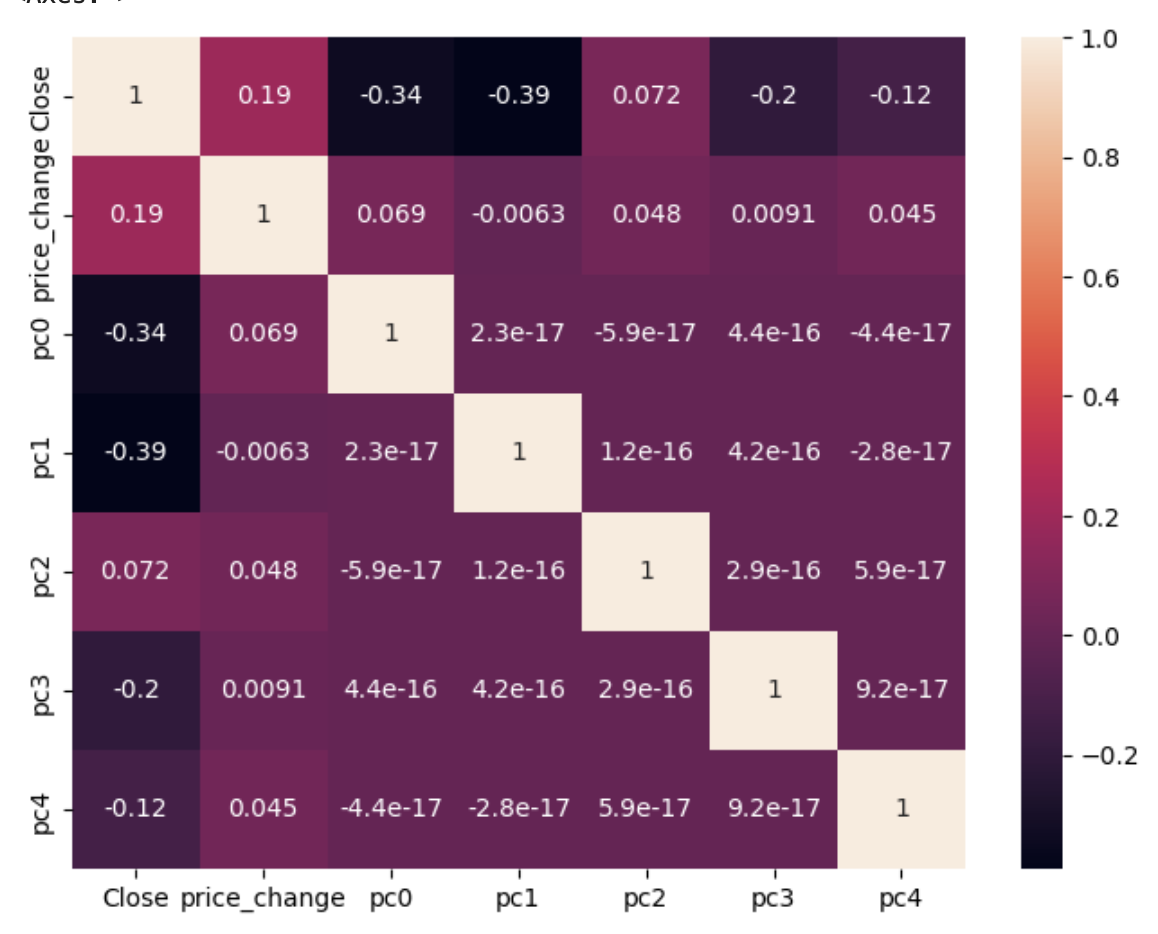 1.0
Close 1 0.19 -0.34 -0.39 0.072 -0.2 -0.12
0.8
price_change 0.19 1 0.069 -0.0063 0.048 0.0091 0.045
0.6
pc0 -0.34 0.069 1 2.3e-17 -5.9e-17 4.4e-16 -4.4e-17
0.4
pc1 -0.39 -0.0063 2.3e-17 1 1.2e-16 4.2e-16 -2.8e-17
0.2
pc2 0.072 0.048 -5.9e-17 1.2e-16 1 2.9e-16 5.9e-17
0.0
pc3 -0.2 0.0091 4.4e-16 4.2e-16 2.9e-16 1 9.2e-17
−0.2
pc4 -0.12 0.045 -4.4e-17 -2.8e-17 5.9e-17 9.2e-17 1
Close price_change pc0 pc1 pc2 pc3 pc4